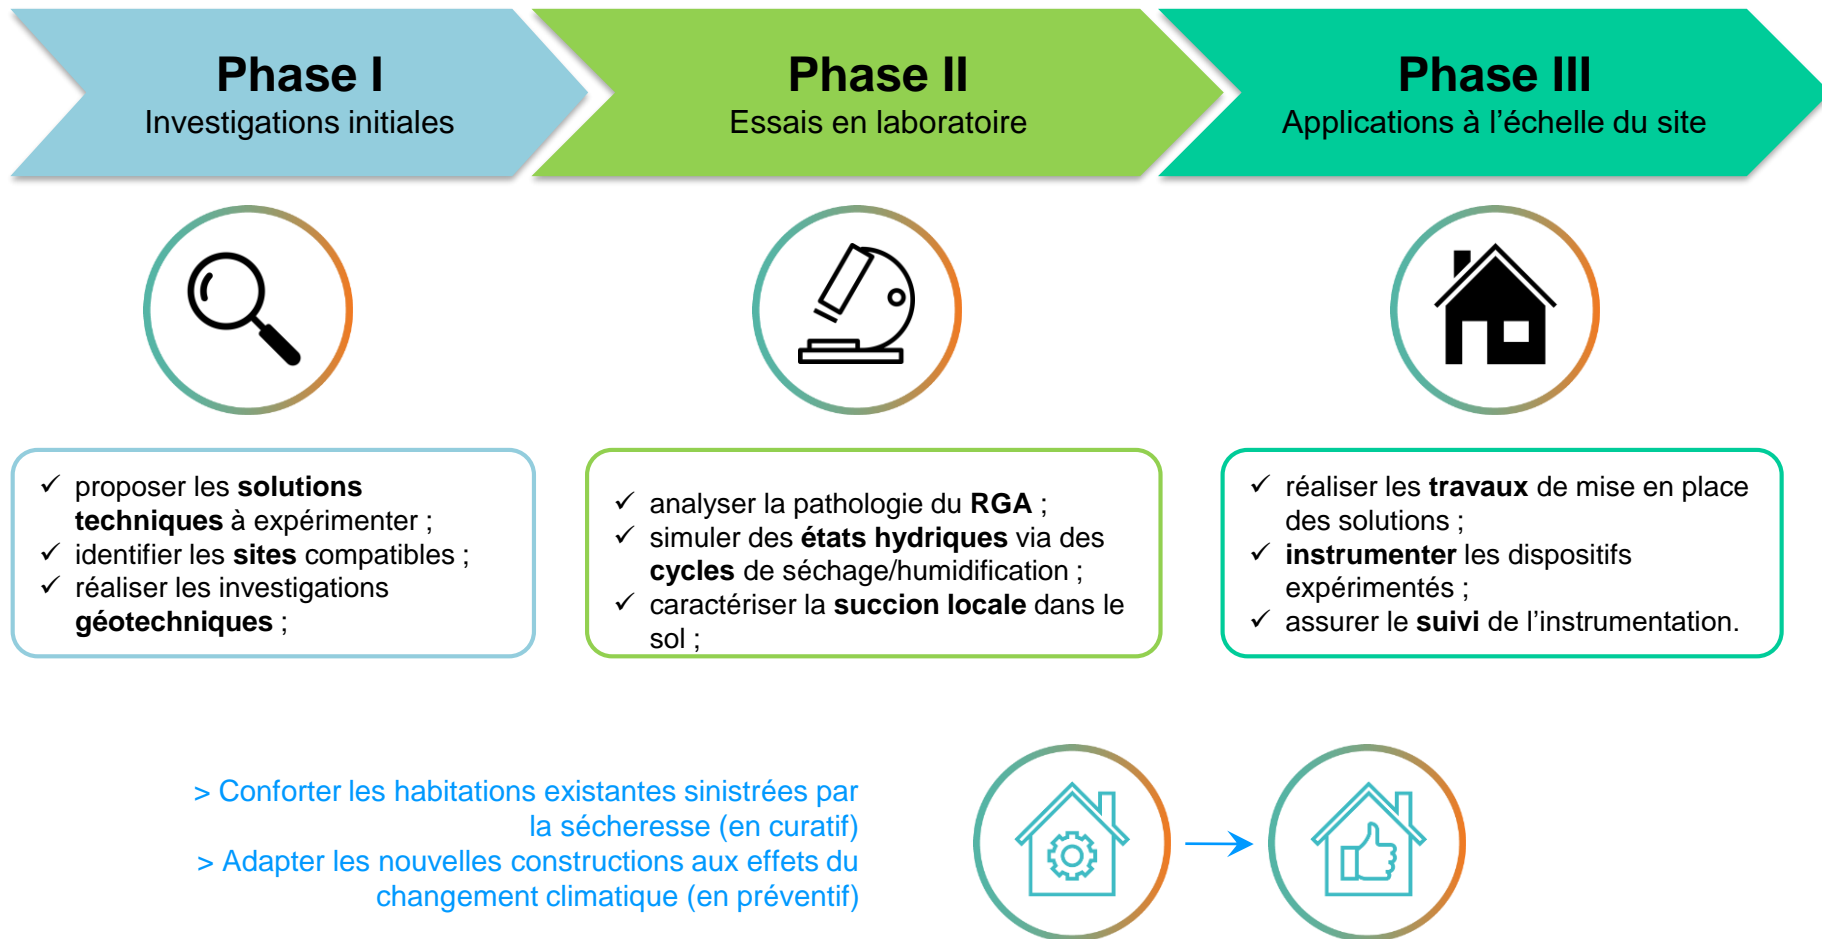 Phase I
Investigations initiales
Phase II
Essais en laboratoire
Phase III
Applications à l’échelle du site
✓ proposer les solutions
techniques à expérimenter ;
✓ identifier les sites compatibles ;
✓ réaliser les investigations
géotechniques ;
✓ analyser la pathologie du RGA ;
✓ simuler des états hydriques via des
cycles de séchage/humidification ;
✓ caractériser la succion locale dans le
sol ;
✓ réaliser les travaux de mise en place
des solutions ;
✓ instrumenter les dispositifs
expérimentés ;
✓ assurer le suivi de l’instrumentation.
> Conforter les habitations existantes sinistrées par
la sécheresse (en curatif)
> Adapter les nouvelles constructions aux effets du
changement climatique (en préventif)